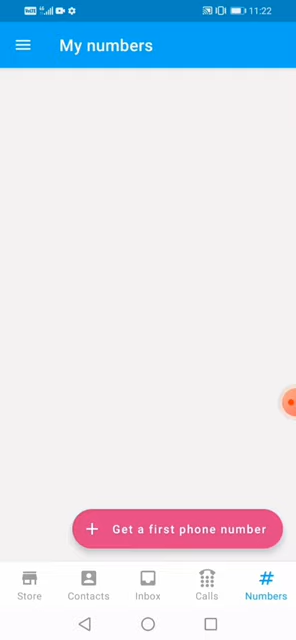 11:22
My numbers
+ Get a first phone number
Store
Contacts
Inbox
Calls
# Numbers